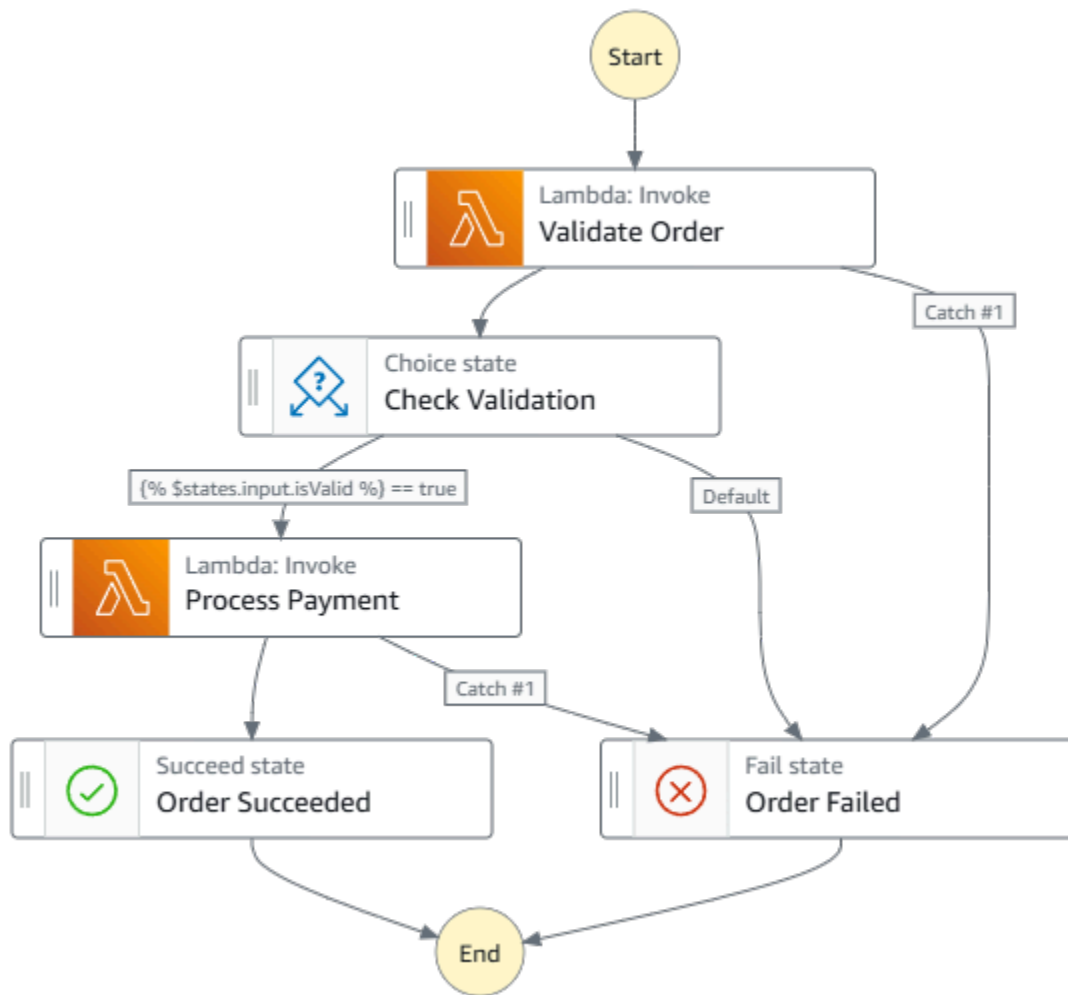 Start
Lambda: Invoke
Validate Order
Catch #1
Choice state
Check Validation
{% $states.input.isValid %} == true
Default
Lambda: Invoke
Process Payment
Catch #1
Succeed state
Order Succeeded
Fail state
Order Failed
End